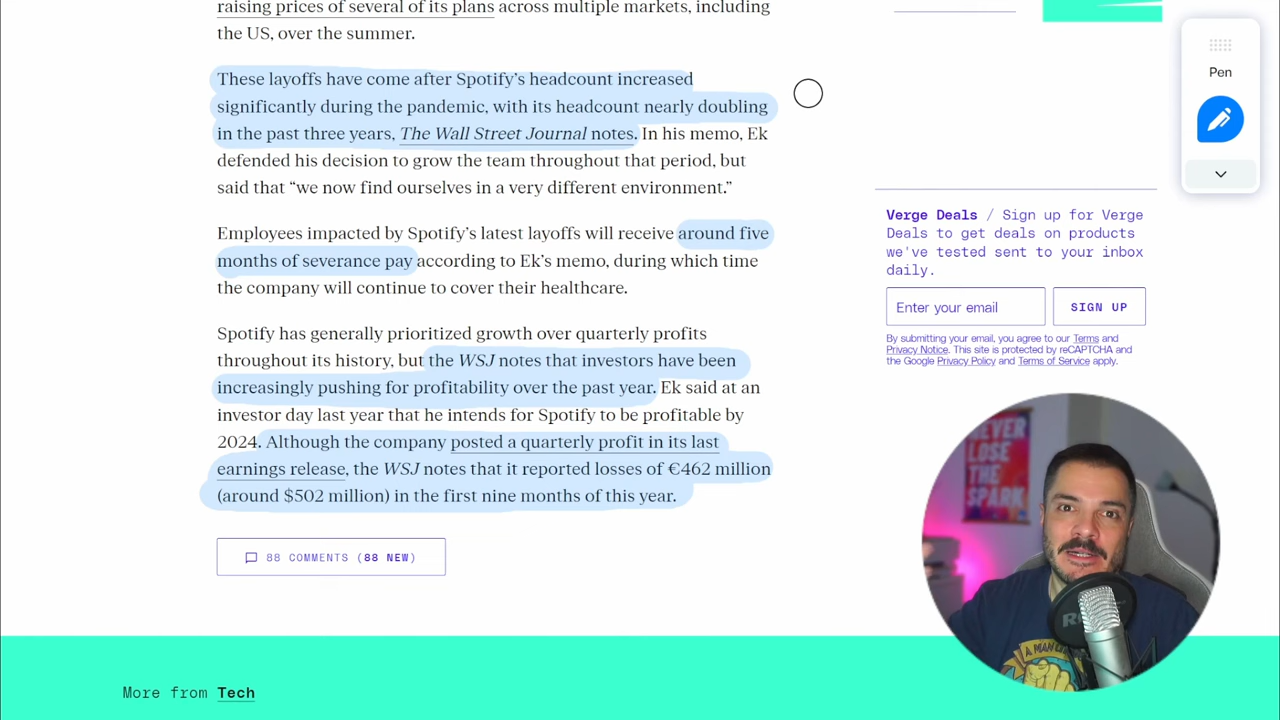 raising prices of several of its plans across multiple markets, including
the US, over the summer.
These layoffs have come after Spotify’s headcount increased
significantly during the pandemic, with its headcount nearly doubling
in the past three years, The Wall Street Journal notes. In his memo, Ek
defended his decision to grow the team throughout that period, but
said that “we now find ourselves in a very different environment.”
Employees impacted by Spotify’s latest layoffs will receive around five
months of severance pay according to Ek’s memo, during which time
the company will continue to cover their healthcare.
Spotify has generally prioritized growth over quarterly profits
throughout its history, but the WSJ notes that investors have been
increasingly pushing for profitability over the past year. Ek said at an
investor day last year that he intends for Spotify to be profitable by
2024. Although the company posted a quarterly profit in its last
earnings release, the WSJ notes that it reported losses of €462 million
(around $502 million) in the first nine months of this year.
88 COMMENTS (88 NEW)
More from Tech
Pen
Verge Deals / Sign up for Verge
Deals to get deals on products
we've tested sent to your inbox
daily.
Enter your email
SIGN UP
By submitting your email, you agree to our Terms and
Privacy Notice. This site is protected by reCAPTCHA and
the Google Privacy Policy and Terms of Service apply.
NEVER
LOSE
THE
SPARK